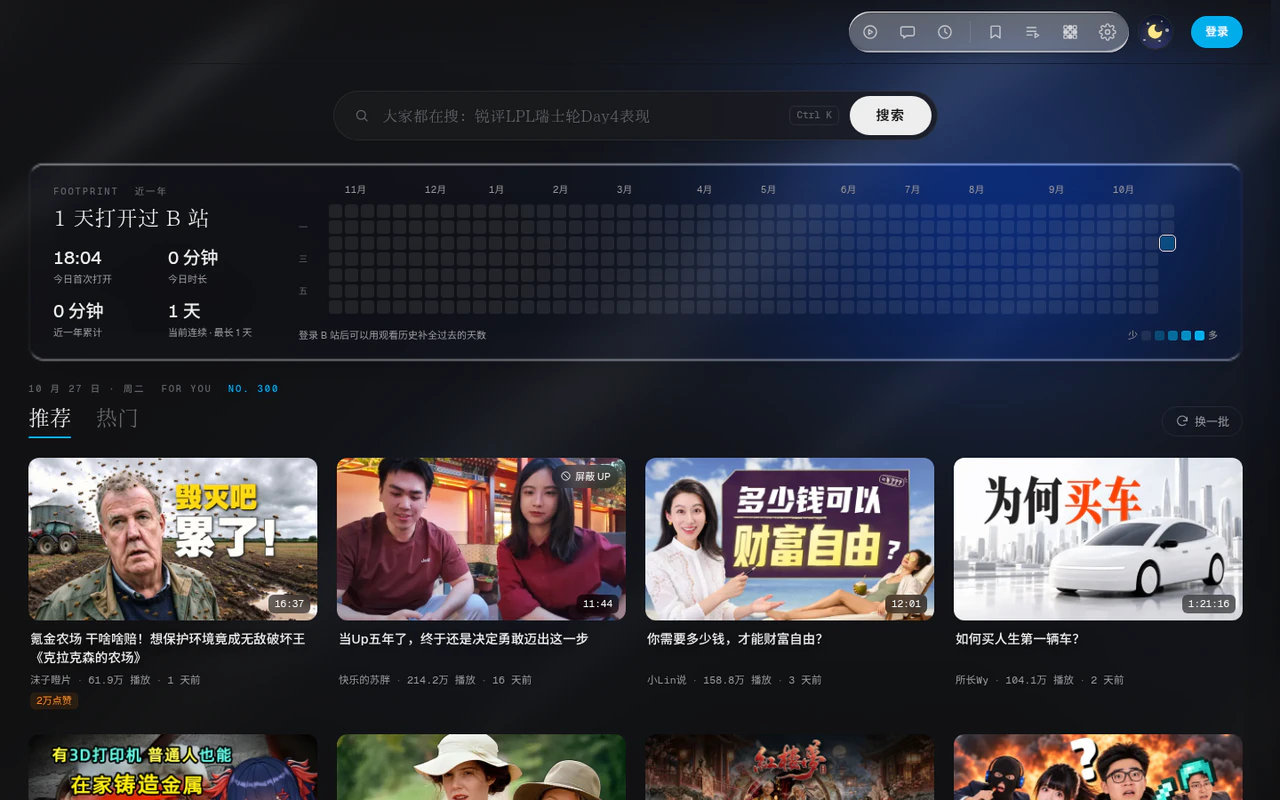 登录
大家都在搜：锐评LPL瑞士轮Day4表现
Ctrl K
搜索
FOOTPRINT 近一年
1 天打开过 B 站
18:04
今日首次打开
0 分钟
今日时长
0 分钟
近一年累计
1 天
当前连续 · 最长 1 天
11月 12月 1月 2月 3月 4月 5月 6月 7月 8月 9月 10月
一
三
五
登录 B 站后可以用观看历史补全过去的天数
少 多
10 月 27 日 · 周二 FOR YOU NO. 300
推荐 热门
换一批
毁灭吧
累了！
16:37
屏蔽 UP
11:44
多少钱可以
财富自由？
12:01
为何买车
1:21:16
氪金农场 干啥啥赔！想保护环境竟成无敌破坏王
《克拉克森的农场》
沫子瞪片 · 61.9万 播放 · 1 天前
2万点赞
当Up五年了，终于还是决定勇敢迈出这一步
快乐的苏胖 · 214.2万 播放 · 16 天前
你需要多少钱，才能财富自由？
小Lin说 · 158.8万 播放 · 3 天前
如何买人生第一辆车？
所长Wy · 104.1万 播放 · 2 天前
有3D打印机 普通人也能
在家铸造金属
红楼梦
?